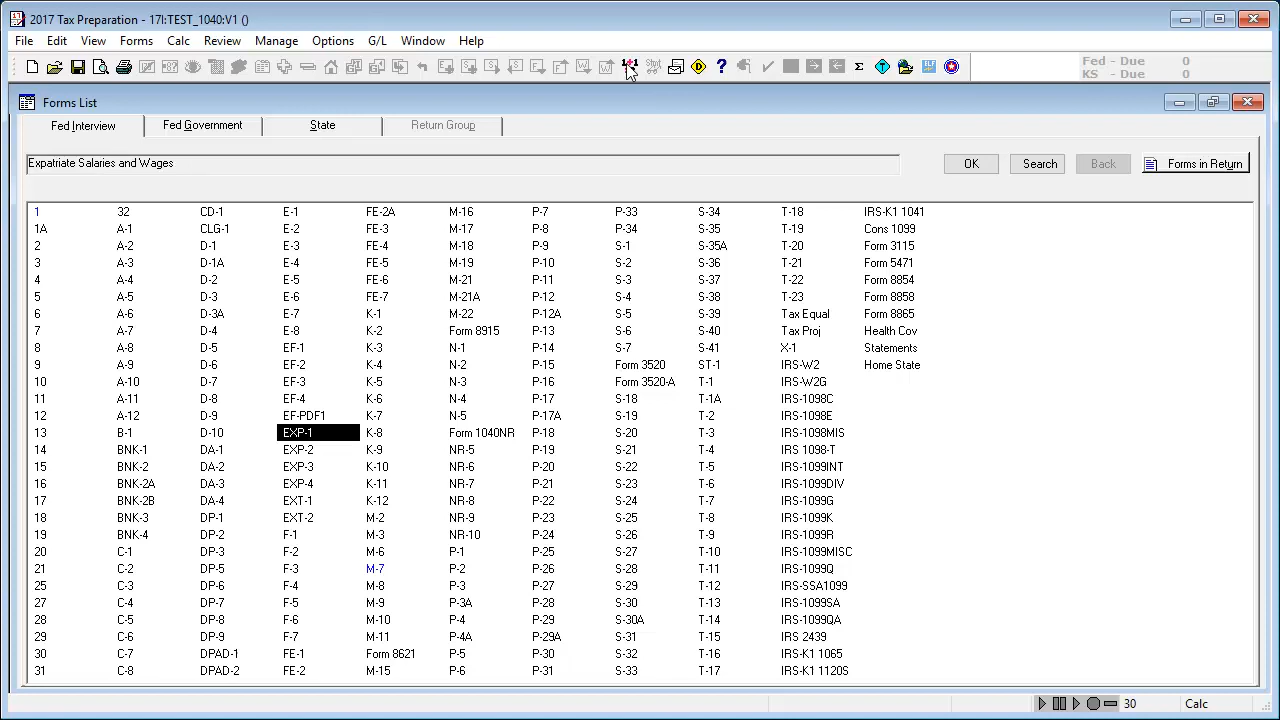 2017 Tax Preparation - 17I:TEST_1040:V1 ()
File Edit View Forms Calc Review Manage Options G/L Window Help
Fed - Due 0
KS - Due 0
Forms List
Fed Interview Fed Government State Return Group
Expatriate Salaries and Wages OK Search Back Forms in Return
1 32 CD-1 E-1 FE-2A M-16 P-7 P-33 S-34 T-18 IRS-K1 1041
1A A-1 CLG-1 E-2 FE-3 M-17 P-8 P-34 S-35 T-19 Cons 1099
2 A-2 D-1 E-3 FE-4 M-18 P-9 S-1 S-35A T-20 Form 3115
3 A-3 D-1A E-4 FE-5 M-19 P-10 S-2 S-36 T-21 Form 5471
4 A-4 D-2 E-5 FE-6 M-21 P-11 S-3 S-37 T-22 Form 8854
5 A-5 D-3 E-6 FE-7 M-21A P-12 S-4 S-38 T-23 Form 8858
6 A-6 D-3A E-7 K-1 M-22 P-12A S-5 S-39 Tax Equal Form 8865
7 A-7 D-4 E-8 K-2 Form 8915 P-13 S-6 S-40 Tax Proj Health Cov
8 A-8 D-5 EF-1 K-3 N-1 P-14 S-7 S-41 X-1 Statements
9 A-9 D-6 EF-2 K-4 N-2 P-15 Form 3520 ST-1 IRS-W2 Home State
10 A-10 D-7 EF-3 K-5 N-3 P-16 Form 3520-A T-1 IRS-W2G
11 A-11 D-8 EF-4 K-6 N-4 P-17 S-18 T-1A IRS-1098C
12 A-12 D-9 EF-PDF1 K-7 N-5 P-17A S-19 T-2 IRS-1098E
13 B-1 D-10 EXP-1 K-8 Form 1040NR P-18 S-20 T-3 IRS-1098MIS
14 BNK-1 DA-1 EXP-2 K-9 NR-5 P-19 S-21 T-4 IRS 1098-T
15 BNK-2 DA-2 EXP-3 K-10 NR-6 P-20 S-22 T-5 IRS-1099INT
16 BNK-2A DA-3 EXP-4 K-11 NR-7 P-21 S-23 T-6 IRS-1099DIV
17 BNK-2B DA-4 EXT-1 K-12 NR-8 P-22 S-24 T-7 IRS-1099G
18 BNK-3 DP-1 EXT-2 M-2 NR-9 P-23 S-25 T-8 IRS-1099K
19 BNK-4 DP-2 F-1 M-3 NR-10 P-24 S-26 T-9 IRS-1099R
20 C-1 DP-3 F-2 M-6 P-1 P-25 S-27 T-10 IRS-1099MISC
21 C-2 DP-5 F-3 M-7 P-2 P-26 S-28 T-11 IRS-1099Q
25 C-3 DP-6 F-4 M-8 P-3 P-27 S-29 T-12 IRS-SSA1099
27 C-4 DP-7 F-5 M-9 P-3A P-28 S-30 T-13 IRS-1099SA
28 C-5 DP-8 F-6 M-10 P-4 P-29 S-30A T-14 IRS-1099QA
29 C-6 DP-9 F-7 M-11 P-4A P-29A S-31 T-15 IRS 2439
30 C-7 DPAD-1 FE-1 Form 8621 P-5 P-30 S-32 T-16 IRS-K1 1065
31 C-8 DPAD-2 FE-2 M-15 P-6 P-31 S-33 T-17 IRS-K1 1120S
30 Calc